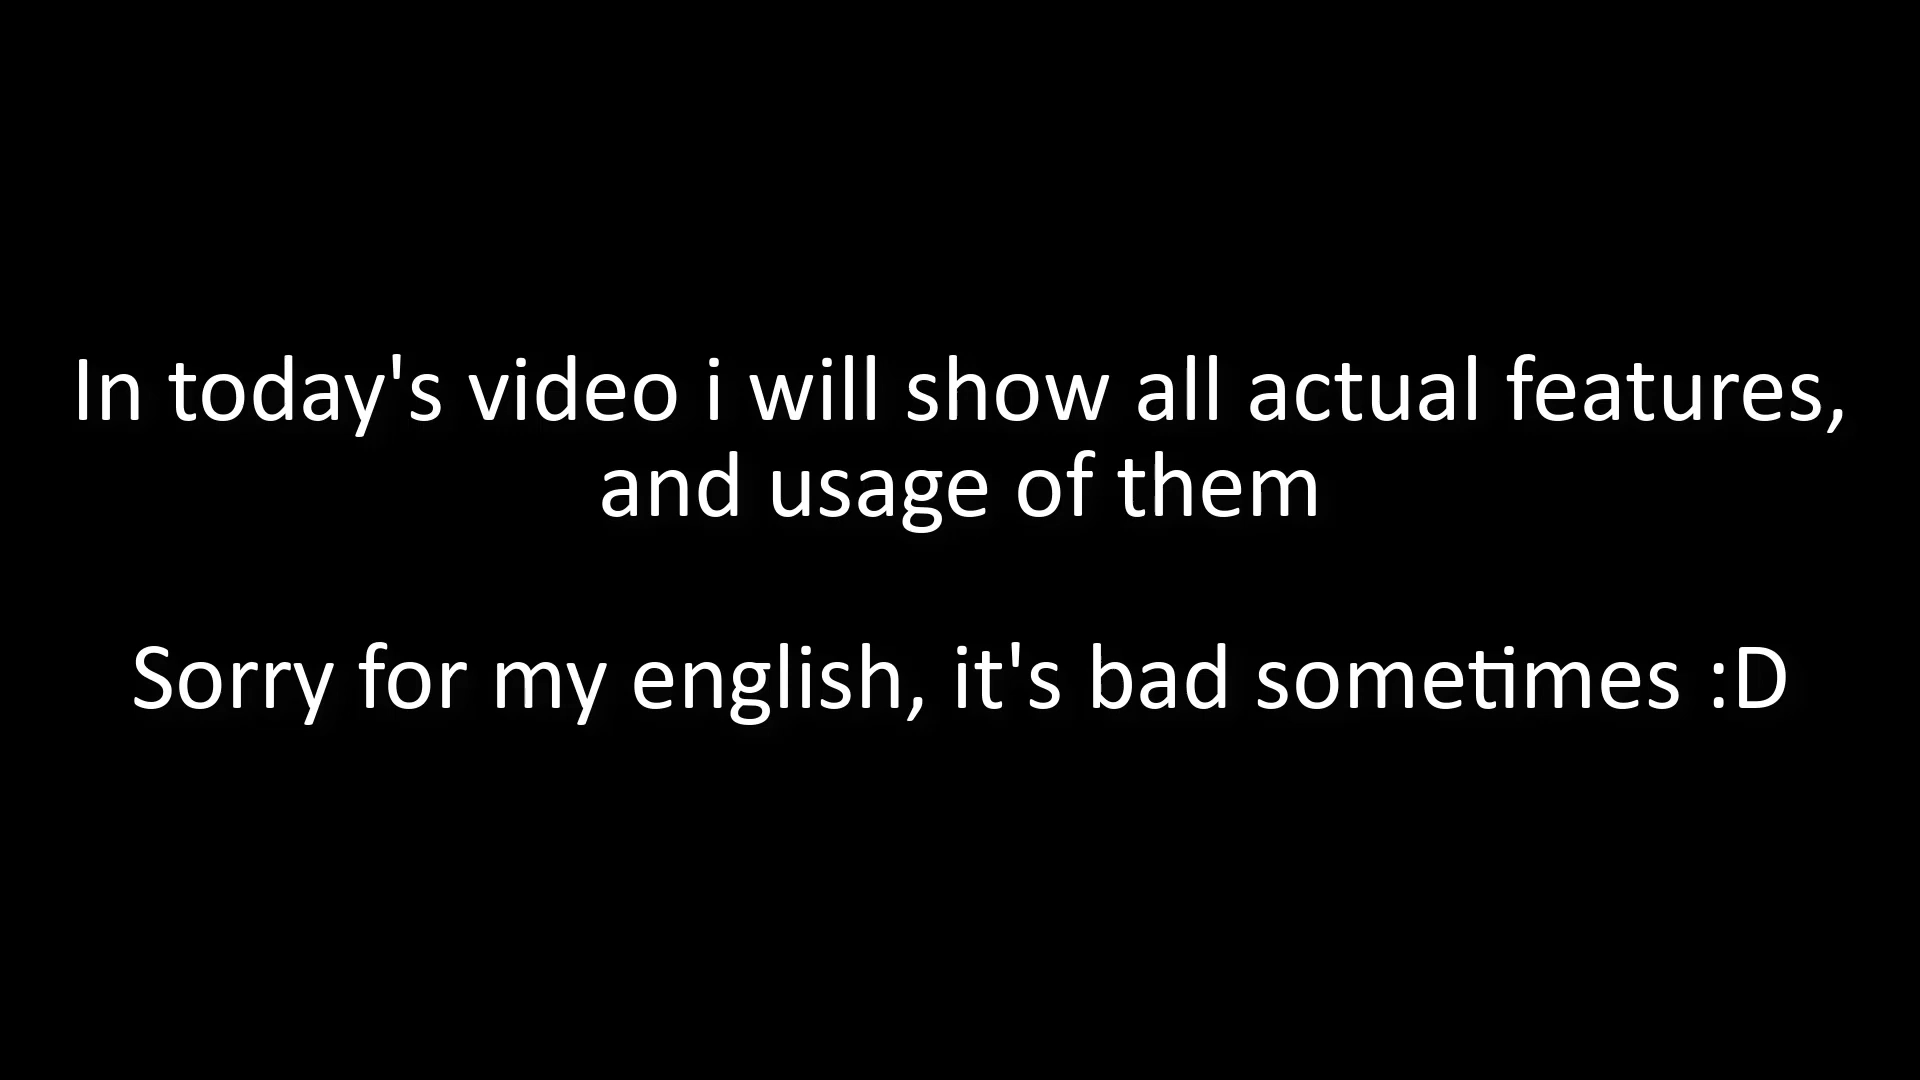 In today's video i will show all actual features,
and usage of them
Sorry for my english, it's bad sometimes :D